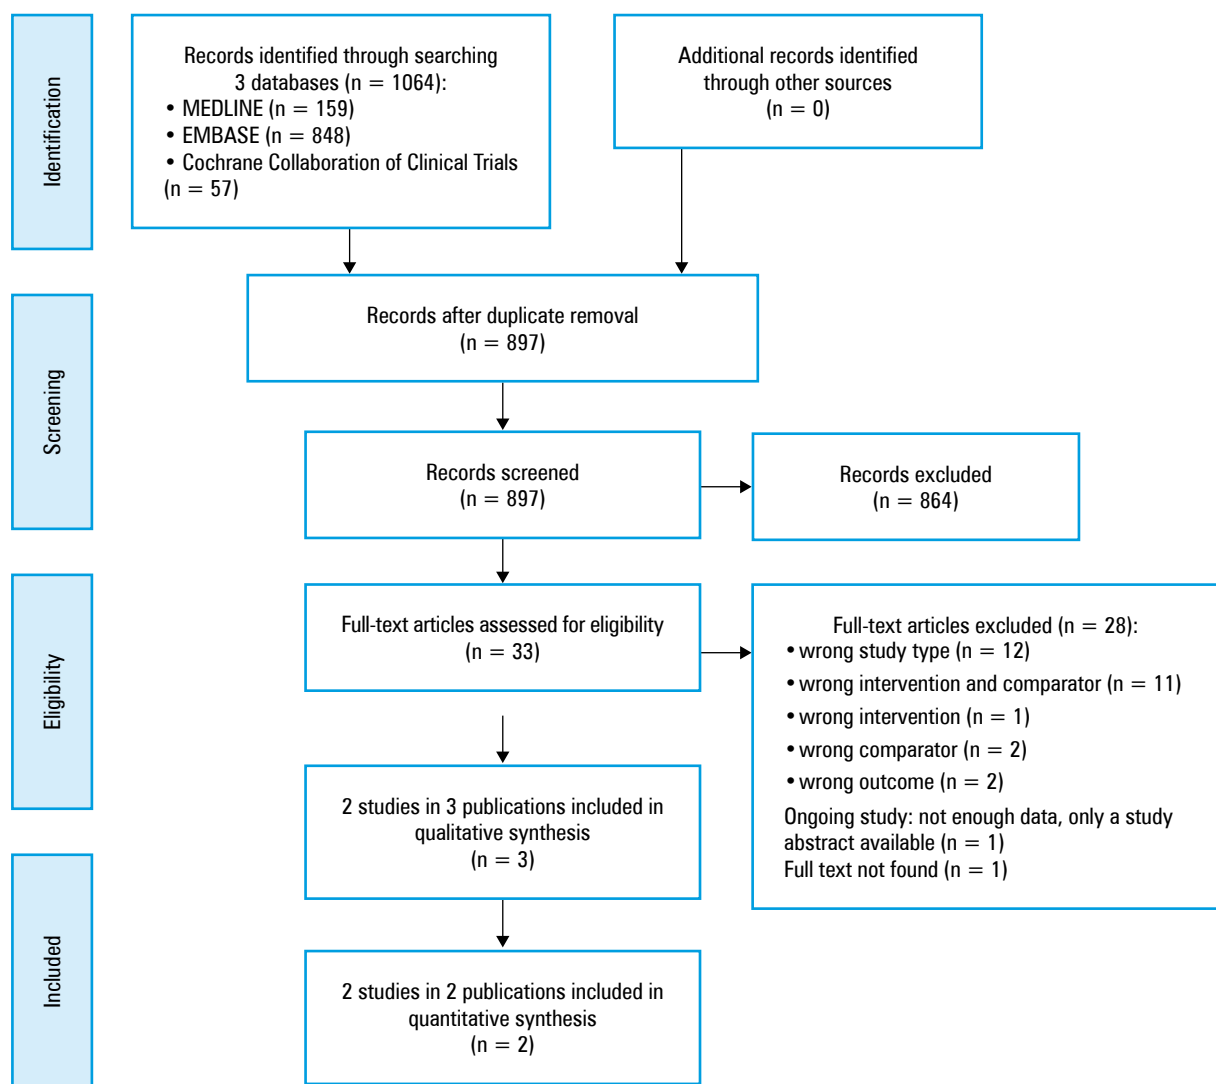 Identification
Records identified through searching
3 databases (n = 1064):
• MEDLINE (n = 159)
• EMBASE (n = 848)
• Cochrane Collaboration of Clinical Trials
(n = 57)
Additional records identified
through other sources
(n = 0)
Screening
Records after duplicate removal
(n = 897)
Records screened
(n = 897)
Records excluded
(n = 864)
Eligibility
Full-text articles assessed for eligibility
(n = 33)
Full-text articles excluded (n = 28):
• wrong study type (n = 12)
• wrong intervention and comparator (n = 11)
• wrong intervention (n = 1)
• wrong comparator (n = 2)
• wrong outcome (n = 2)
Ongoing study: not enough data, only a study
abstract available (n = 1)
Full text not found (n = 1)
2 studies in 3 publications included in
qualitative synthesis
(n = 3)
Included
2 studies in 2 publications included in
quantitative synthesis
(n = 2)